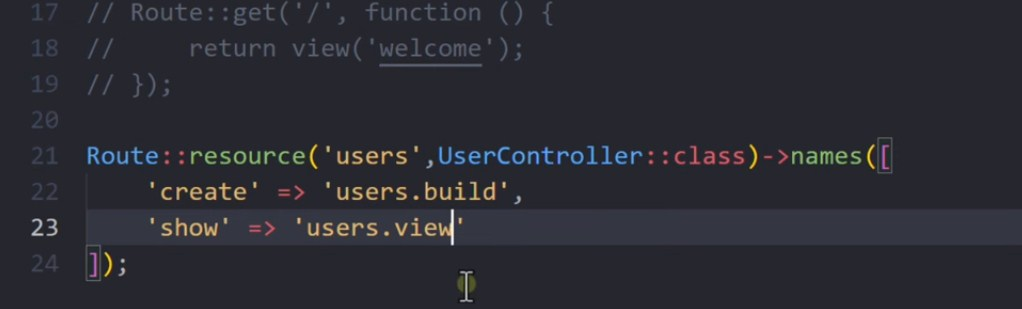 17 // Route::get('/', function () {
18 //     return view('welcome');
19 // });
20
21 Route::resource('users',UserController::class)->names([
22     'create' => 'users.build',
23     'show' => 'users.view'
24 ]);